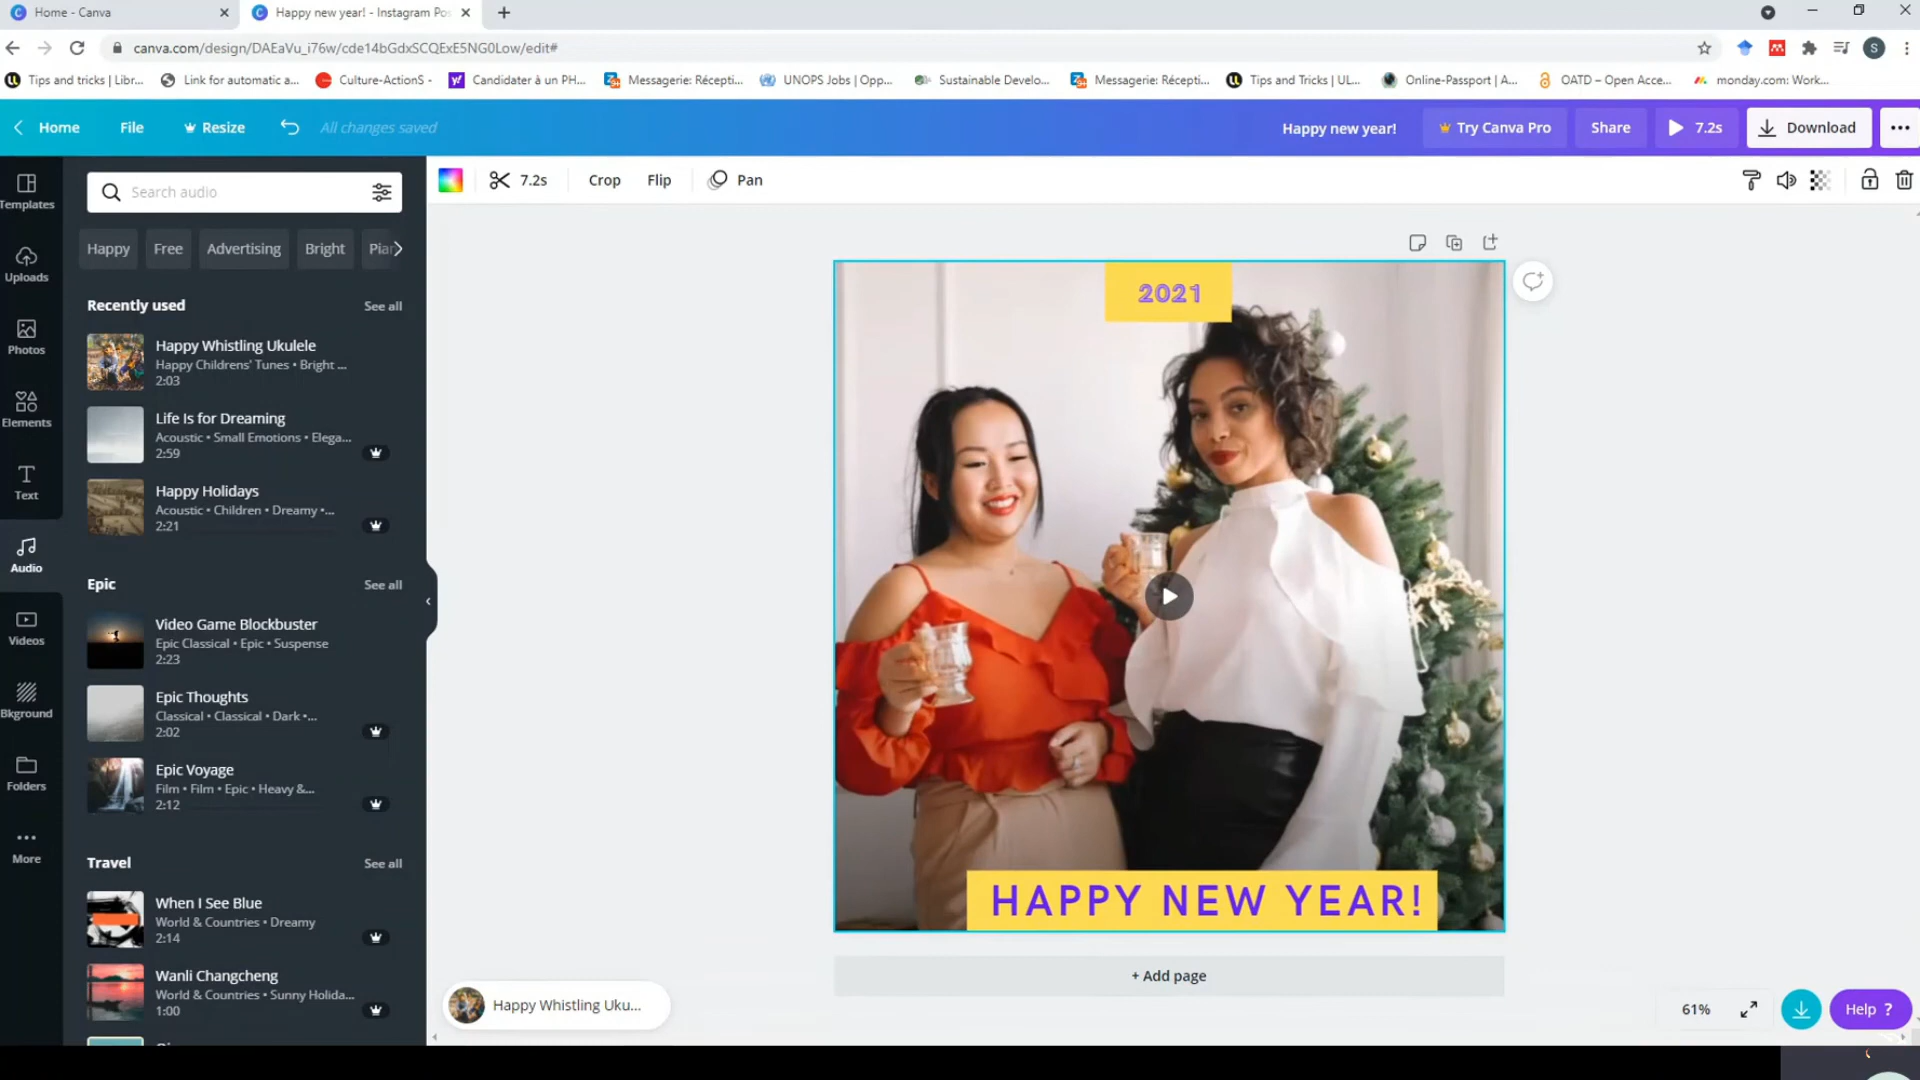 Home - Canva
Happy new year! - Instagram Pos
canva.com/design/DAEaVu_i76w/cde14bGdxSCQExE5NG0Low/edit#
S
Tips and tricks | Libr...
Link for automatic a...
Culture-ActionS -
Candidater à un PH...
Messagerie: Récepti...
UNOPS Jobs | Opp...
Sustainable Develo...
Messagerie: Récepti...
Tips and Tricks | UL...
Online-Passport | A...
OATD – Open Acce...
monday.com: Work...
Home
File
Resize
All changes saved
Happy new year!
Try Canva Pro
Share
7.2s
Download
7.2s
Crop
Flip
Pan
Templates
Uploads
Photos
Elements
Text
Audio
Videos
Bkground
Folders
More
Search audio
Happy
Free
Advertising
Bright
Recently used
See all
Happy Whistling Ukulele
Happy Childrens' Tunes • Bright ...
2:03
Life Is for Dreaming
Acoustic • Small Emotions • Elega...
2:59
Happy Holidays
Acoustic • Children • Dreamy •...
2:21
Epic
See all
Video Game Blockbuster
Epic Classical • Epic • Suspense
2:23
Epic Thoughts
Classical • Classical • Dark •...
2:02
Epic Voyage
Film • Film • Epic • Heavy &...
2:12
Travel
See all
When I See Blue
World & Countries • Dreamy
2:14
Wanli Changcheng
World & Countries • Sunny Holida...
1:00
2021
HAPPY NEW YEAR!
+ Add page
Happy Whistling Uku...
61%
Help ?